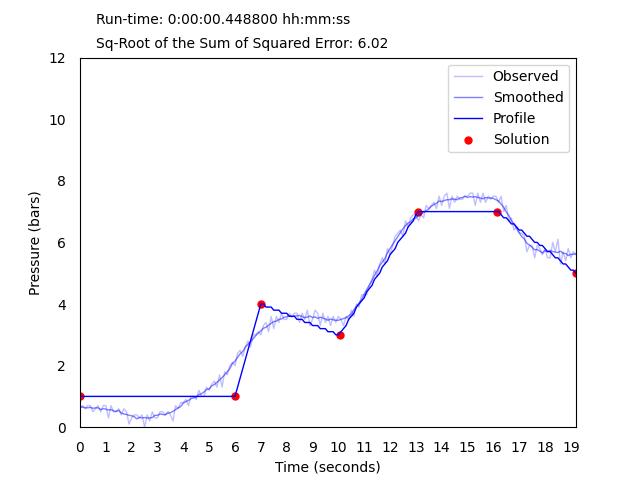 Run-time: 0:00:00.448800 hh:mm:ss
Sq-Root of the Sum of Squared Error: 6.02
12
10
8
6
4
2
0
Pressure (bars)
Observed
Smoothed
Profile
Solution
0 1 2 3 4 5 6 7 8 9 10 11 12 13 14 15 16 17 18 19
Time (seconds)